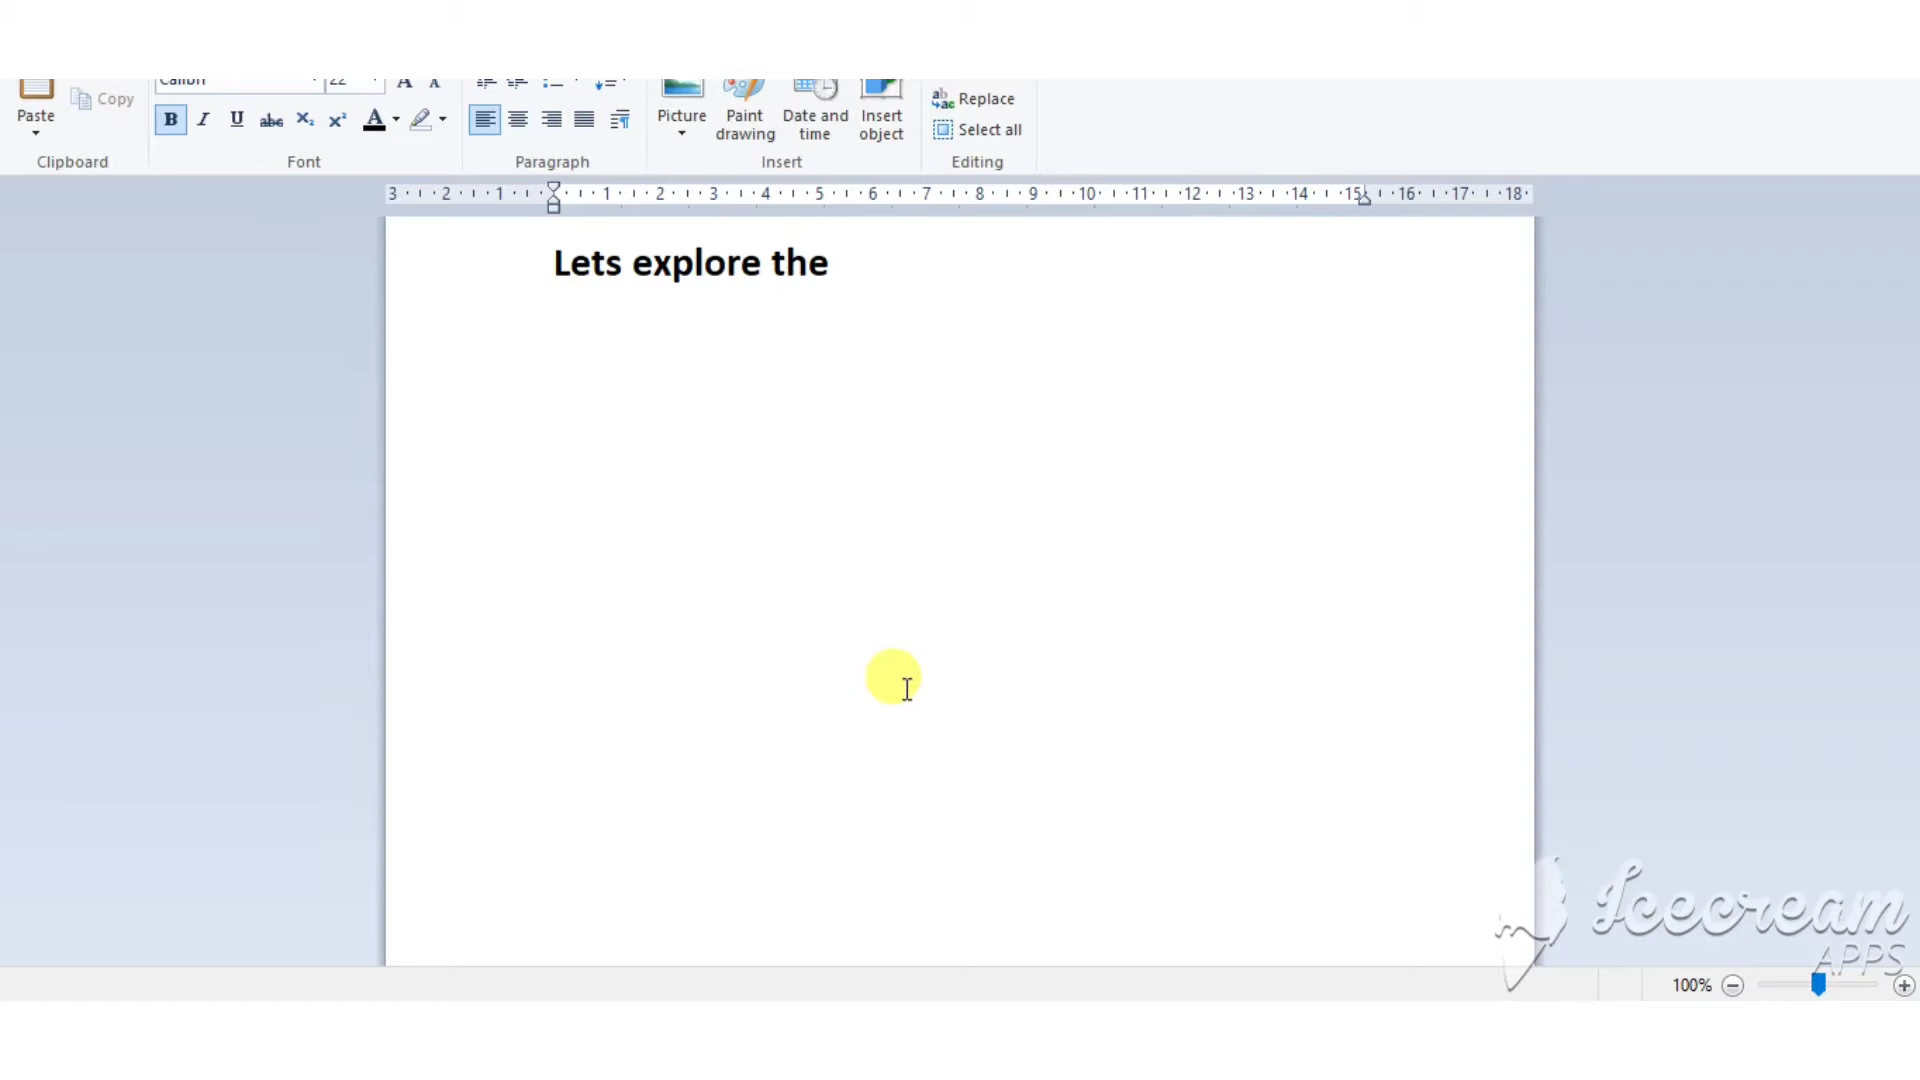 Calibri 22
Paste Copy
Clipboard
B I U abc X₂ X² A
Font
Paragraph
Picture Paint drawing Date and time Insert object
Insert
Replace
Select all
Editing
3 2 1 1 2 3 4 5 6 7 8 9 10 11 12 13 14 15 16 17 18
Lets explore the
Icecream
APPS
100%